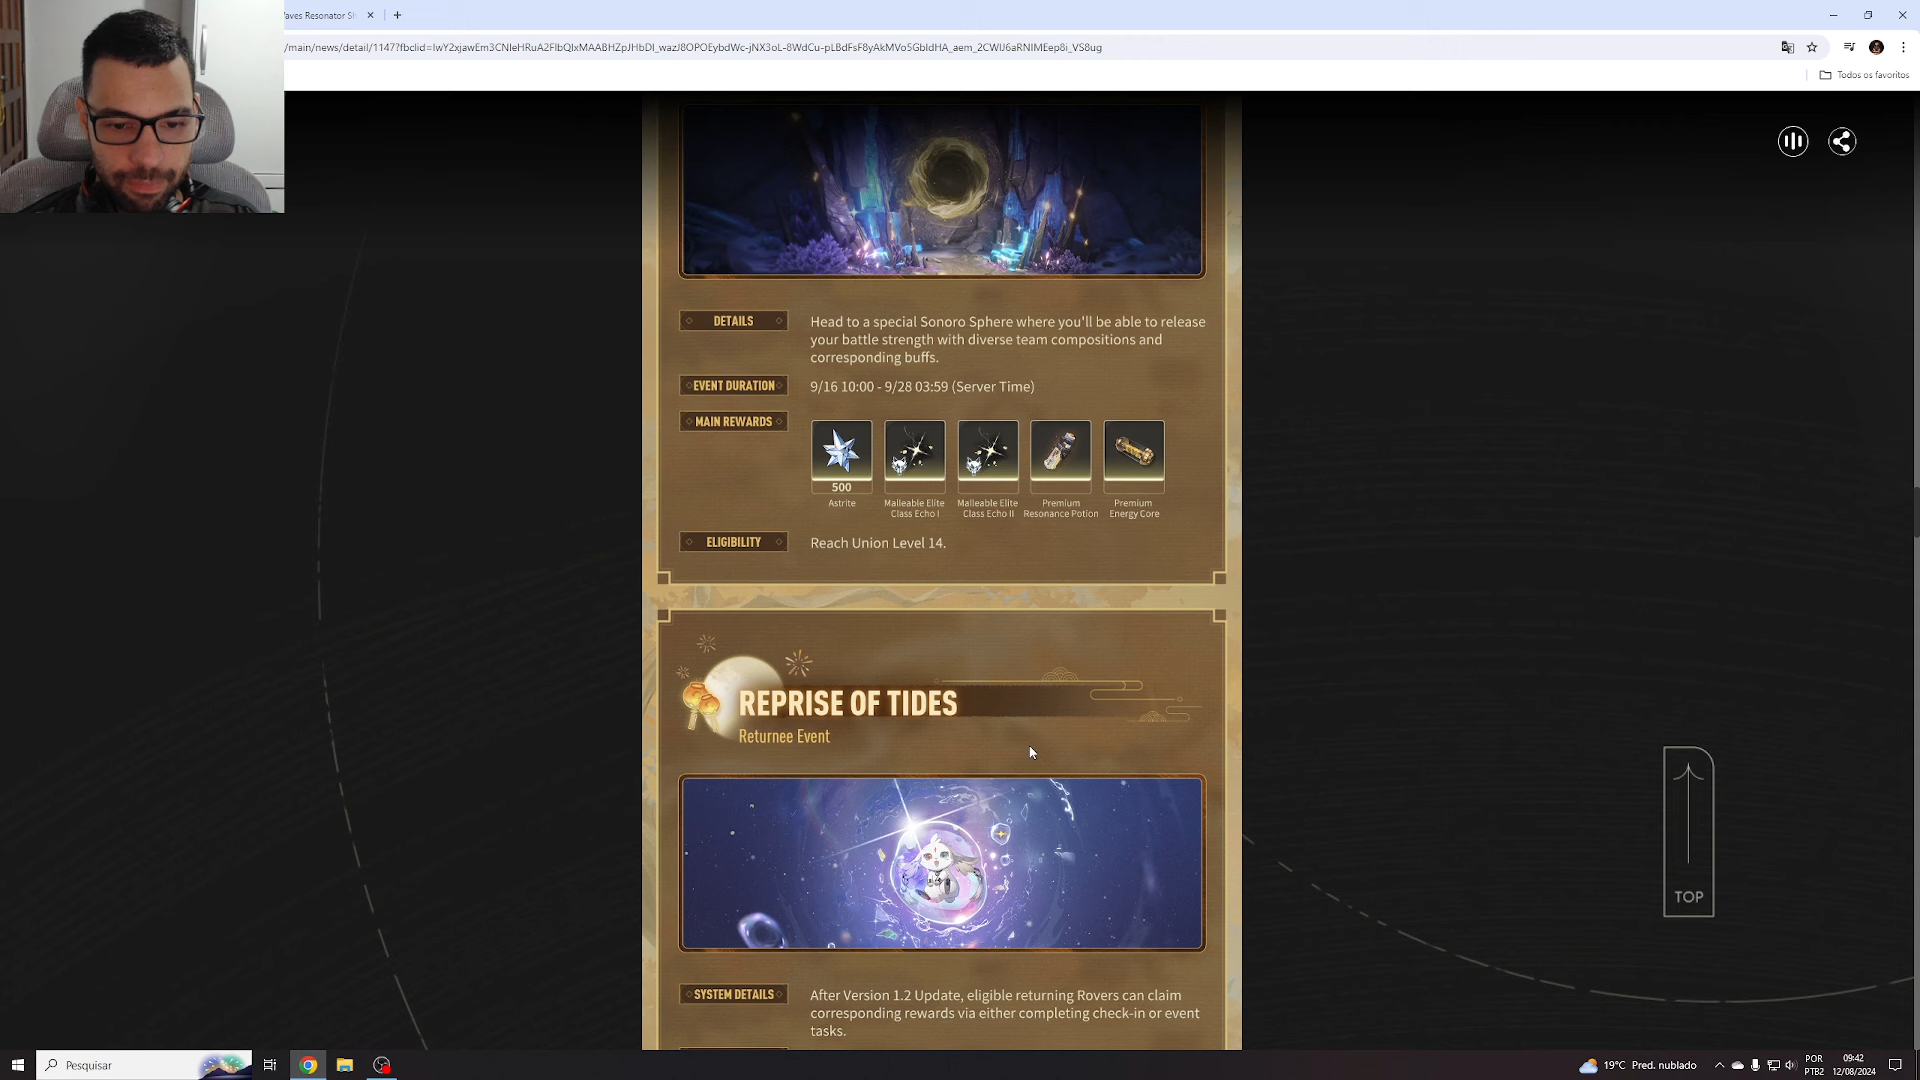 aves Resonator Sh
/main/news/detail/1147?fbclid=
Todos os favoritos
DETAILS
Head to a special Sonoro Sphere where you'll be able to release
your battle strength with diverse team compositions and
corresponding buffs.
EVENT DURATION
9/16 10:00 - 9/28 03:59 (Server Time)
MAIN REWARDS
500
Astrite
Malleable Elite
Class Echo I
Malleable Elite
Class Echo II
Premium
Resonance Potion
Premium
Energy Core
ELIGIBILITY
Reach Union Level 14.
REPRISE OF TIDES
Returnee Event
TOP
SYSTEM DETAILS
After Version 1.2 Update, eligible returning Rovers can claim
corresponding rewards via either completing check-in or event
tasks.
Pesquisar
19°C Pred. nublado
POR
PTB2
09:42
12/08/2024